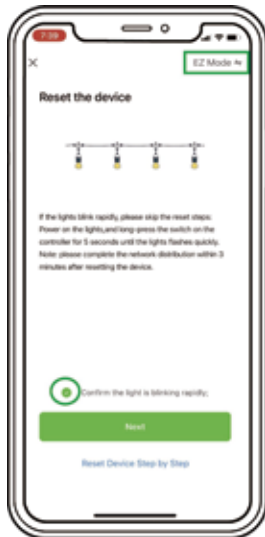 7:39
×
EZ Mode ⇋
Reset the device
If the lights blink rapidly, please skip the reset steps:
Power on the lights,and long-press the switch on the
controller for 5 seconds until the lights flashes quickly.
Note: please complete the network distribution within 3
minutes after resetting the device.
Confirm the light is blinking rapidly;
Next
Reset Device Step by Step